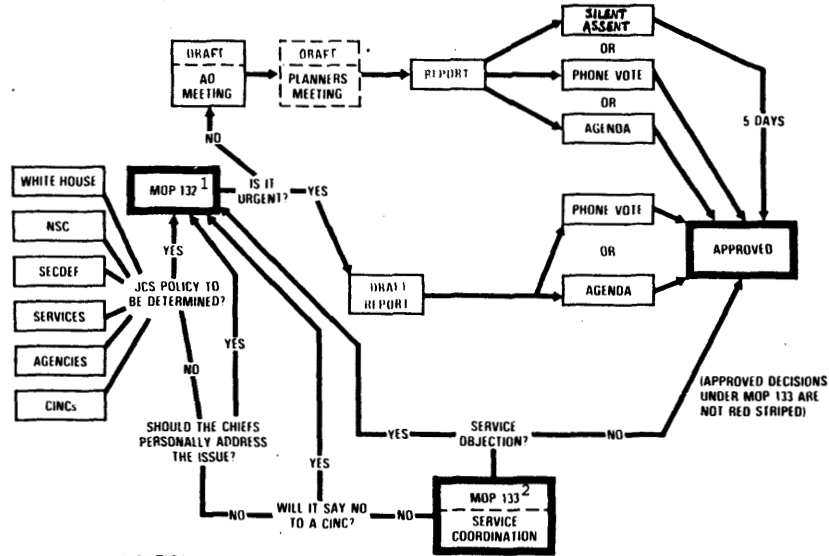 SILENT
ASSENT
OR
PHONE VOTE
OR
AGENDA
5 DAYS
DRAFT
AO
MEETING
DRAFT
PLANNERS
MEETING
REPORT
NO
MOP 132 1
IS IT
URGENT?
YES
WHITE HOUSE
NSC
SECDEF
SERVICES
AGENCIES
CINCs
YES
JCS POLICY TO
BE DETERMINED?
NO
YES
DRAFT
REPORT
PHONE VOTE
OR
AGENDA
APPROVED
(APPROVED DECISIONS
UNDER MOP 133 ARE
NOT RED STRIPED)
SHOULD THE CHIEFS
PERSONALLY ADDRESS
THE ISSUE?
YES
YES
SERVICE
OBJECTION?
NO
NO
WILL IT SAY NO
TO A CINC?
NO
MOP 133 2
SERVICE
COORDINATION